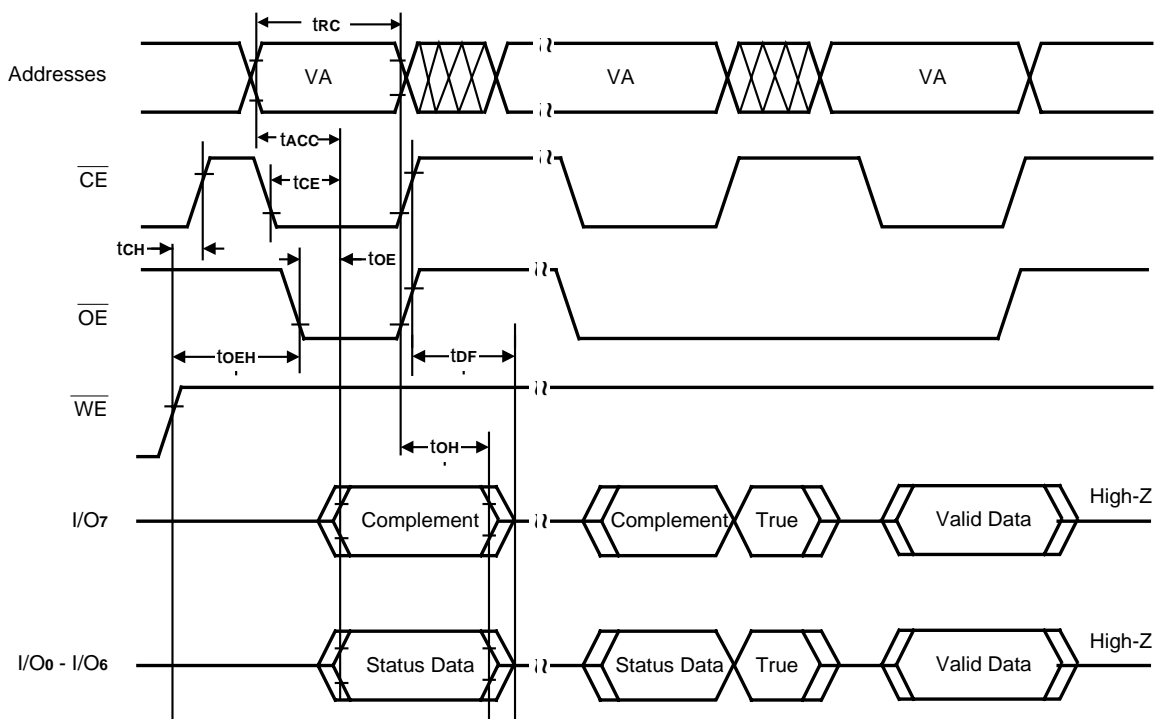 tRC
Addresses VA VA VA
tACC
CE
tCE
tCH
tOE
OE
tOEH
tDF
WE
tOH
I/O7 Complement Complement True Valid Data High-Z
I/O0 - I/O6 Status Data Status Data True Valid Data High-Z